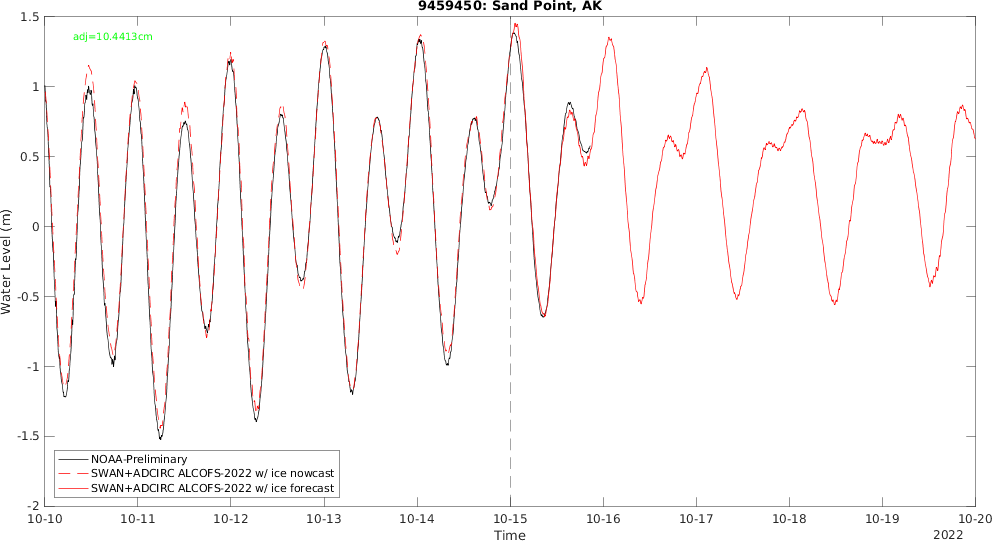 9459450: Sand Point, AK
adj=10.4413cm
Water Level (m)
1.5
1
0.5
0
-0.5
-1
-1.5
-2
NOAA-Preliminary
SWAN+ADCIRC ALCOFS-2022 w/ ice nowcast
SWAN+ADCIRC ALCOFS-2022 w/ ice forecast
10-10 10-11 10-12 10-13 10-14 10-15 10-16 10-17 10-18 10-19 10-20
Time
2022